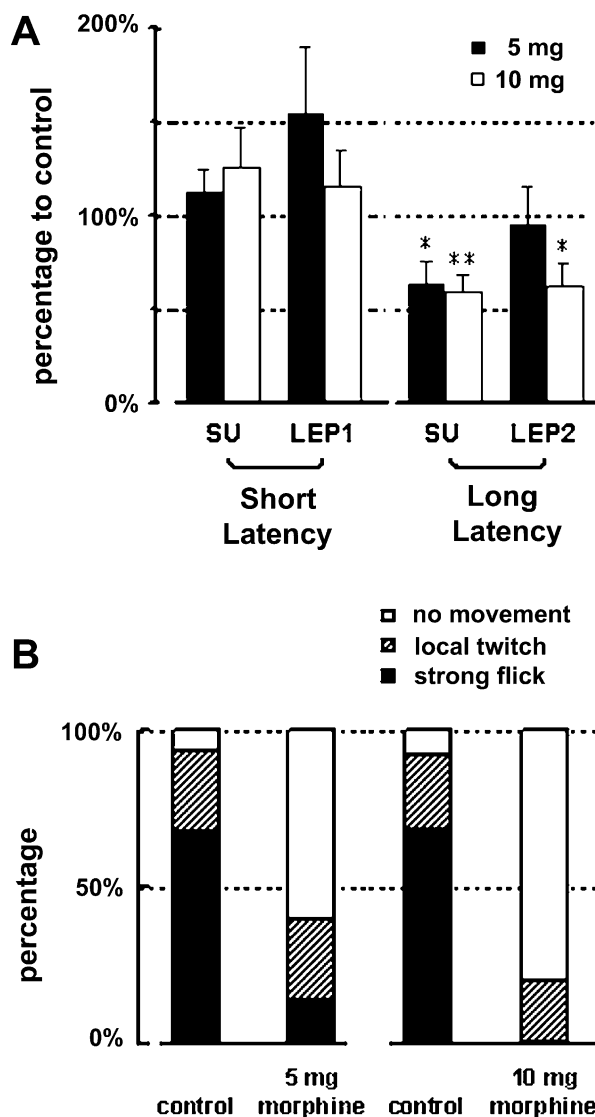 A
200%
5 mg
10 mg
percentage to control
100%
*
**
*
0%
SU LEP1 SU LEP2
Short Latency
Long Latency
B
no movement
local twitch
strong flick
percentage
100%
50%
0%
control
5 mg morphine
control
10 mg morphine